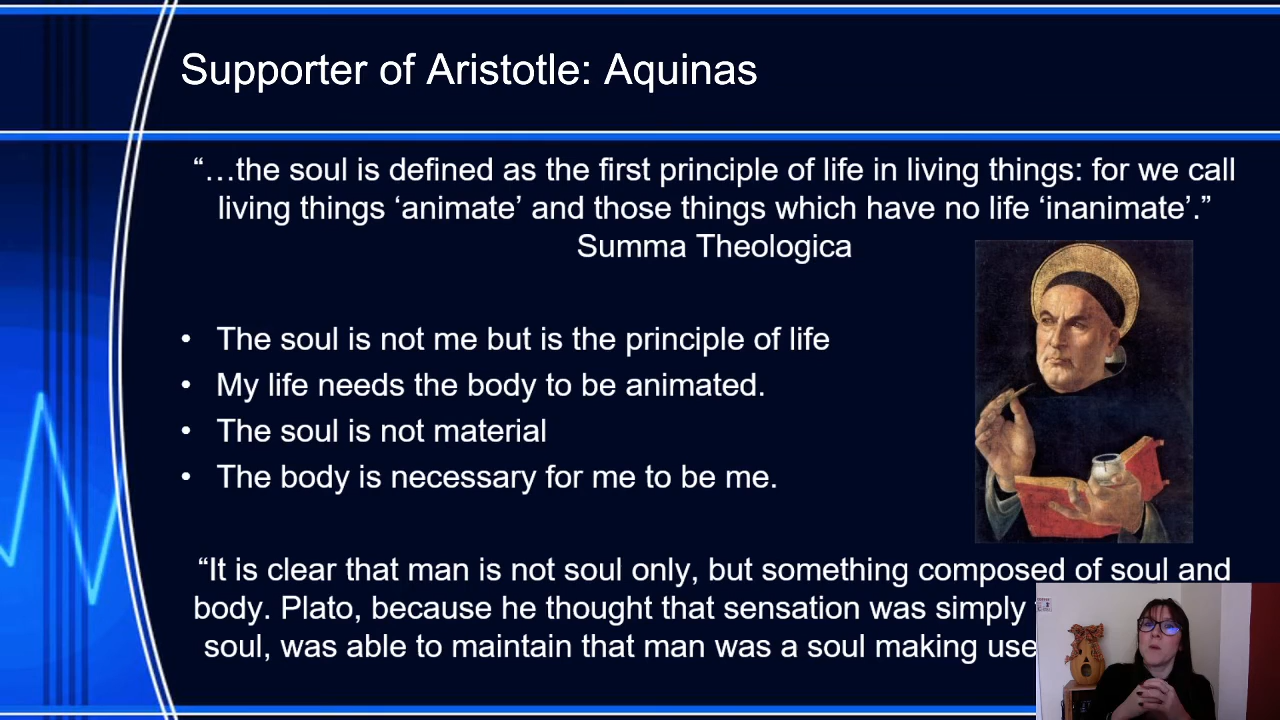 Supporter of Aristotle: Aquinas
“…the soul is defined as the first principle of life in living things: for we call
living things ‘animate’ and those things which have no life ‘inanimate’.”
Summa Theologica
• The soul is not me but is the principle of life
• My life needs the body to be animated.
• The soul is not material
• The body is necessary for me to be me.
“It is clear that man is not soul only, but something composed of soul and
body. Plato, because he thought that sensation was simply
soul, was able to maintain that man was a soul making use